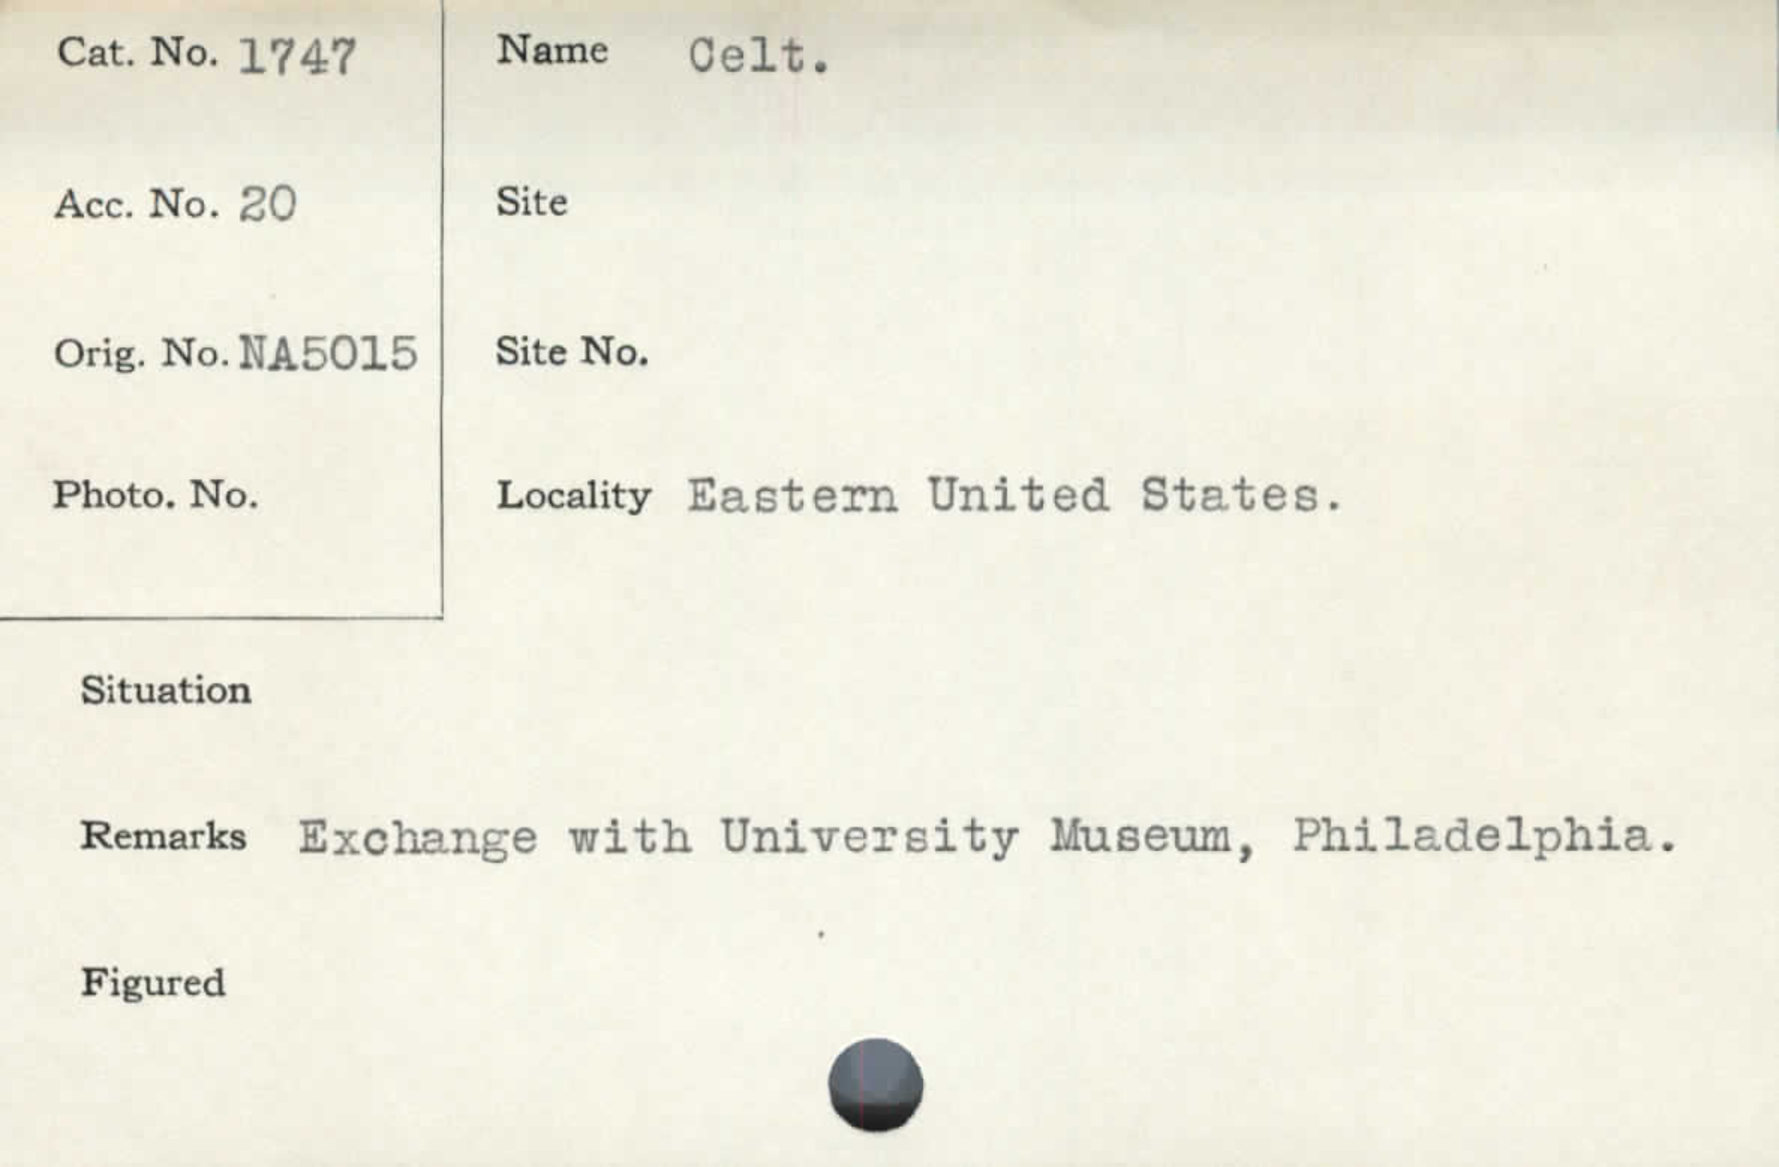 Cat. No. 1747
Name Celt.
Acc. No. 20
Site
Orig. No. NA5015
Site No.
Photo. No.
Locality Eastern United States.
Situation
Remarks Exchange with University Museum, Philadelphia.
Figured